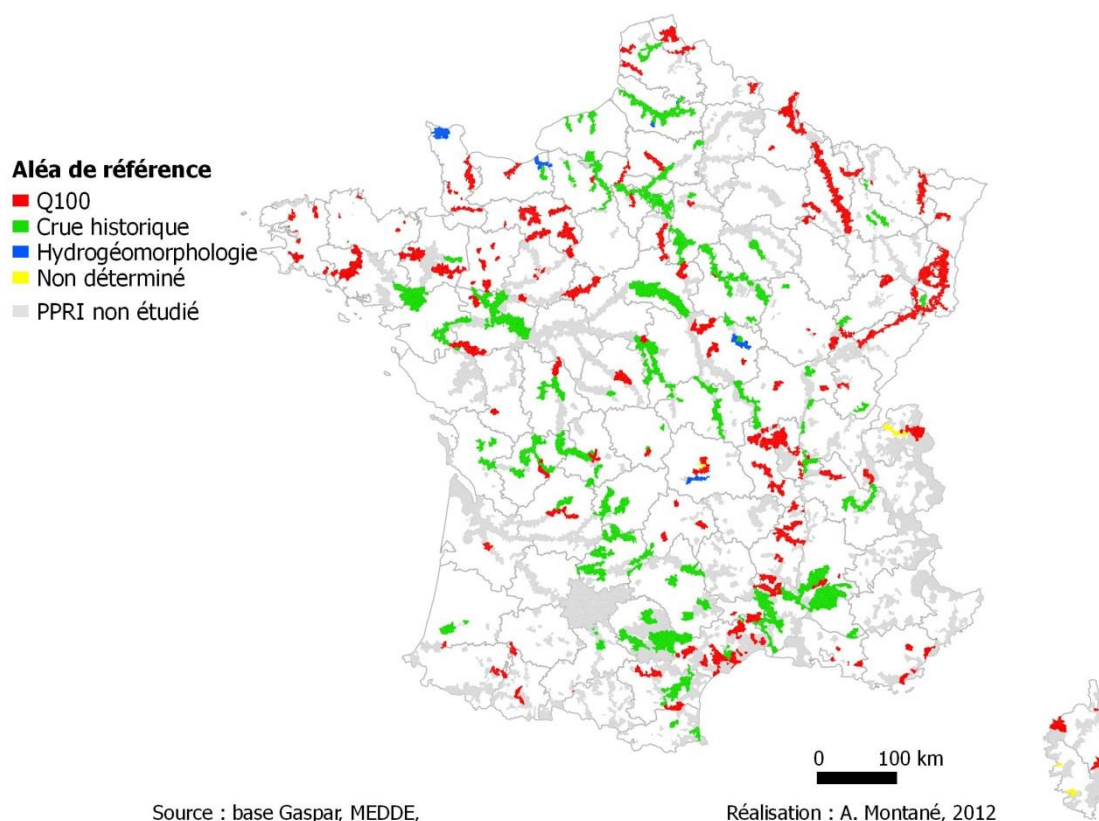 Aléa de référence
Q100
Crue historique
Hydrogéomorphologie
Non déterminé
PPRI non étudié
0 100 km
Source : base Gaspar, MEDDE,
Réalisation : A. Montané, 2012